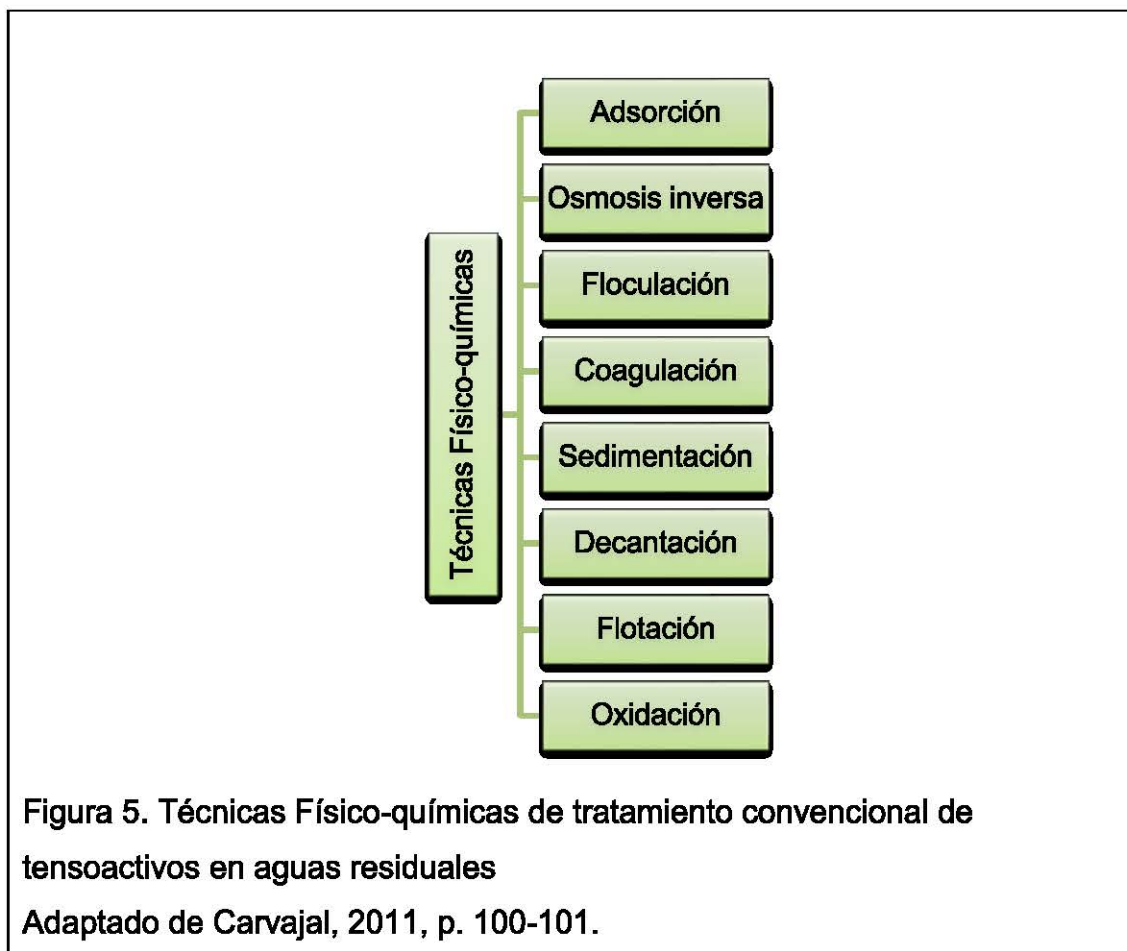 Técnicas Físico-químicas
Adsorción
Osmosis inversa
Floculación
Coagulación
Sedimentación
Decantación
Flotación
Oxidación
Figura 5. Técnicas Físico-químicas de tratamiento convencional de
tensoactivos en aguas residuales
Adaptado de Carvajal, 2011, p. 100-101.